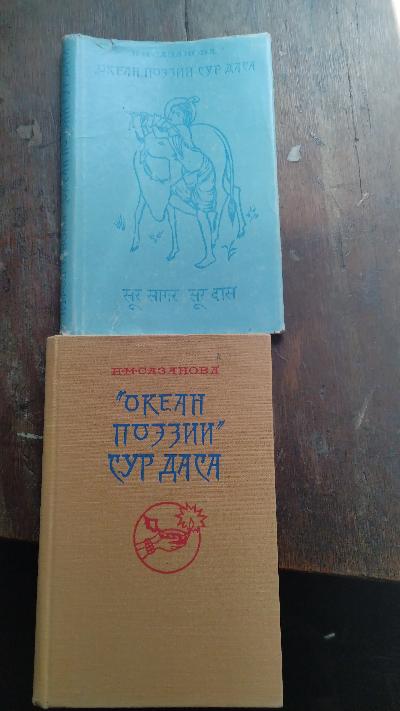 Н·М·САЗАНОВА
ОКЕАН ПОЭЗИИ СУР ДАСА
सूर सागर सूर दास
Н·М·САЗАНОВА
"ОКЕАН
ПОЭЗИИ"
СУР ДАСА